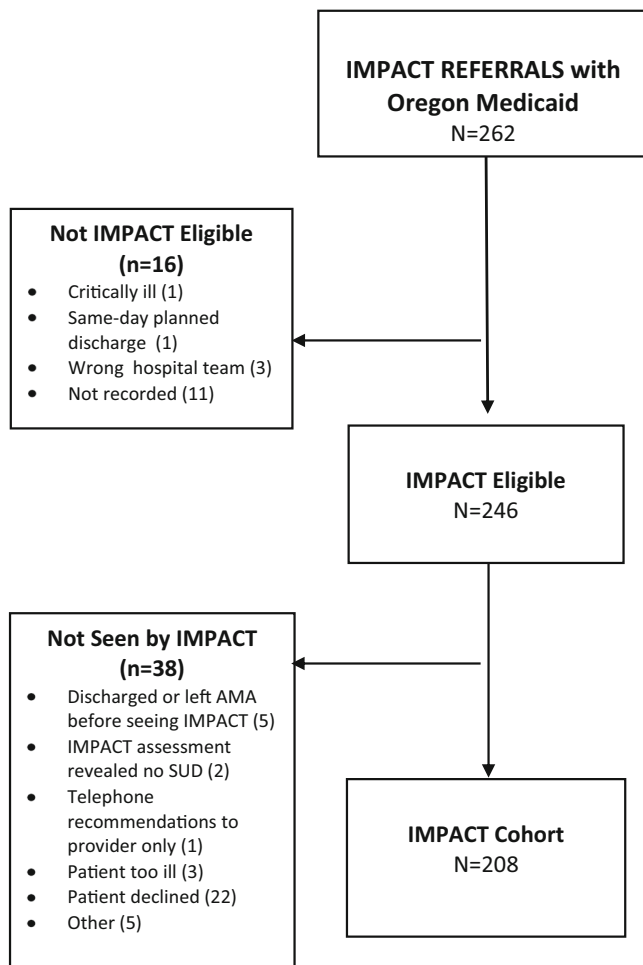 IMPACT REFERRALS with
Oregon Medicaid
N=262
Not IMPACT Eligible
(n=16)
• Critically ill (1)
• Same-day planned
discharge (1)
• Wrong hospital team (3)
• Not recorded (11)
IMPACT Eligible
N=246
Not Seen by IMPACT
(n=38)
• Discharged or left AMA
before seeing IMPACT (5)
• IMPACT assessment
revealed no SUD (2)
• Telephone
recommendations to
provider only (1)
• Patient too ill (3)
• Patient declined (22)
• Other (5)
IMPACT Cohort
N=208